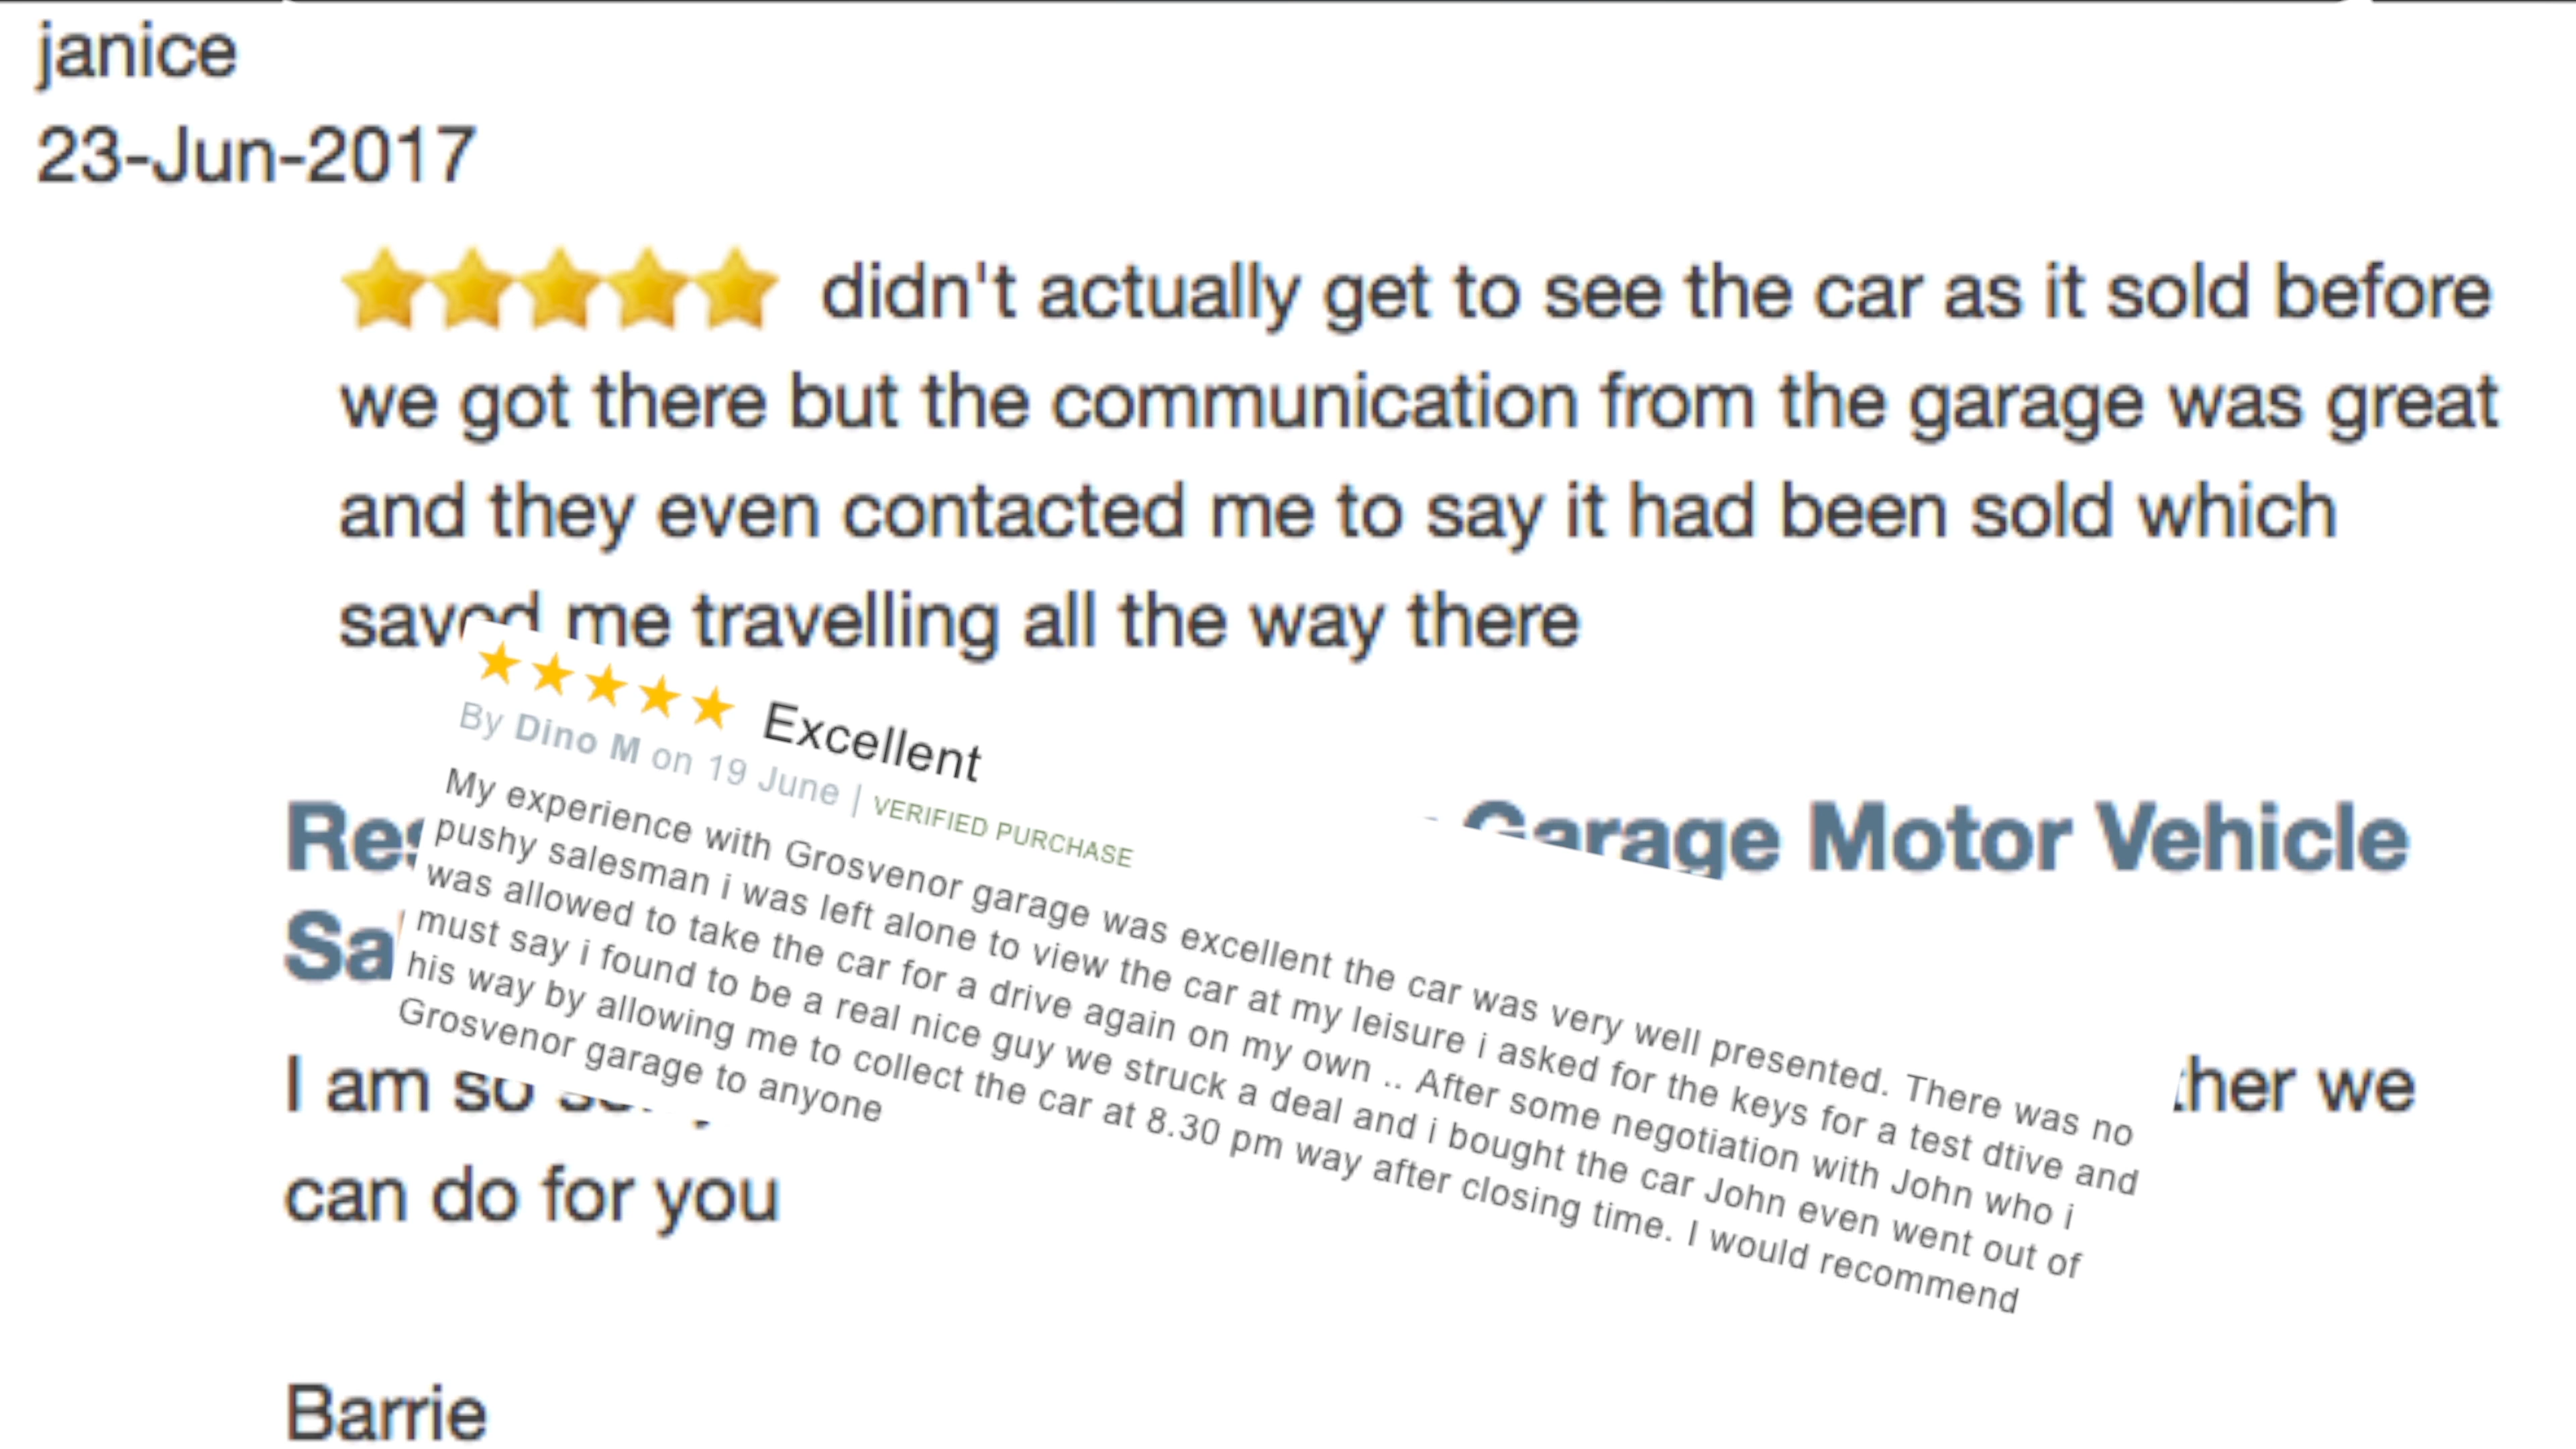 janice
23-Jun-2017
didn't actually get to see the car as it sold before
we got there but the communication from the garage was great
and they even contacted me to say it had been sold which
saved me travelling all the way there
Excellent
By Dino M on 19 June | VERIFIED PURCHASE
My experience with Grosvenor garage was excellent the car was very well presented. There was no
pushy salesman i was left alone to view the car at my leisure i asked for the keys for a test dtive and
was allowed to take the car for a drive again on my own .. After some negotiation with John who i
must say i found to be a real nice guy we struck a deal and i bought the car John even went out of
his way by allowing me to collect the car at 8.30 pm way after closing time. I would recommend
Grosvenor garage to anyone
Garage Motor Vehicle
I am so we
can do for you
Barrie